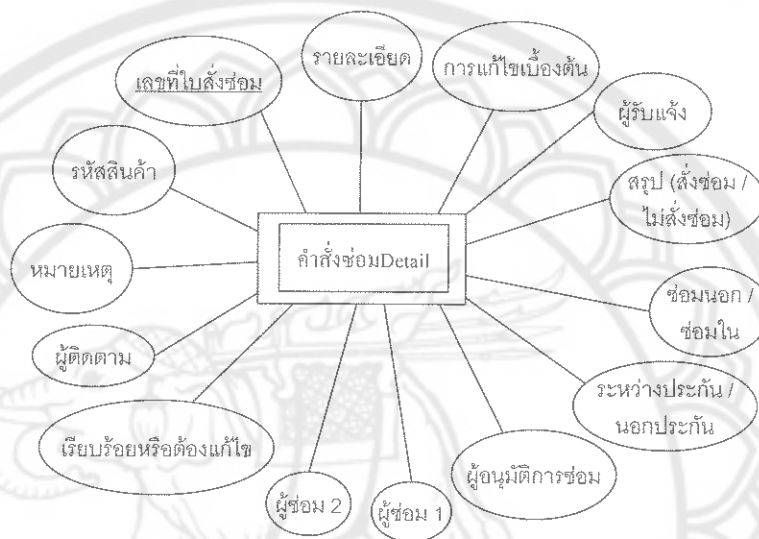 รายละเอียด
การแก้ไขเบื้องต้น
เลขที่ใบสั่งซ่อม
ผู้รับแจ้ง
รหัสสินค้า
สรุป (สั่งซ่อม /
ไม่สั่งซ่อม)
คำสั่งซ่อมDetail
หมายเหตุ
ซ่อมนอก /
ซ่อมใน
ผู้ติดตาม
ระหว่างประกัน /
นอกประกัน
เรียบร้อยหรือต้องแก้ไข
ผู้อนุมัติการซ่อม
ผู้ซ่อม 2
ผู้ซ่อม 1